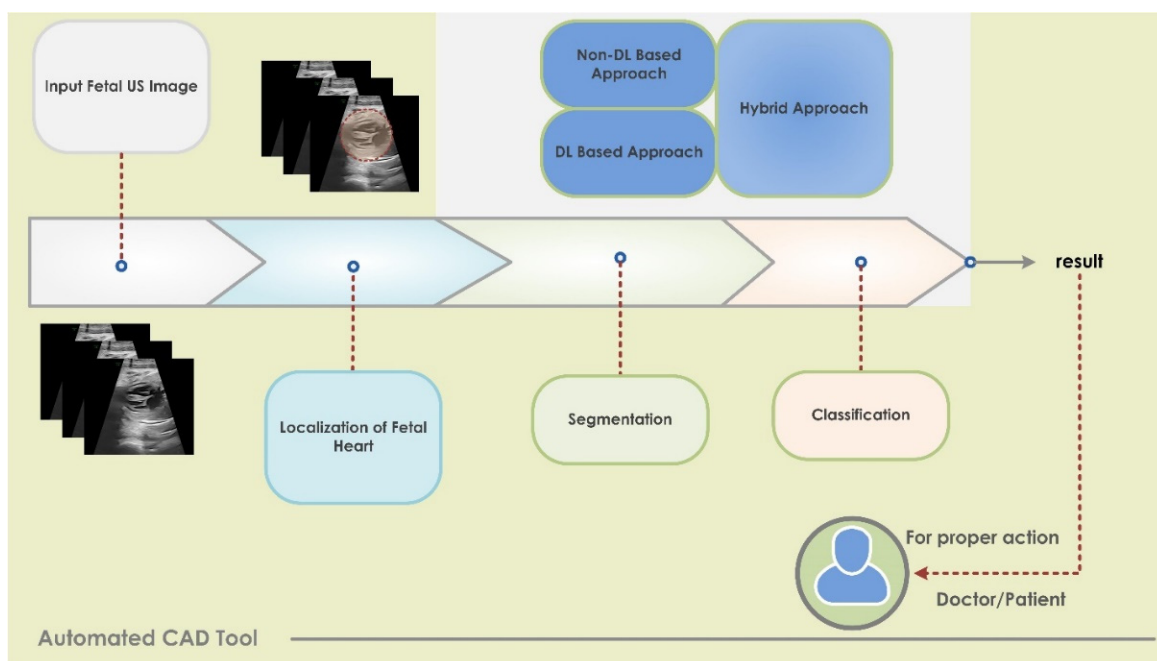 Input Fetal US Image
Non-DL Based
Approach
DL Based Approach
Hybrid Approach
result
Localization of Fetal
Heart
Segmentation
Classification
For proper action
Doctor/Patient
Automated CAD Tool